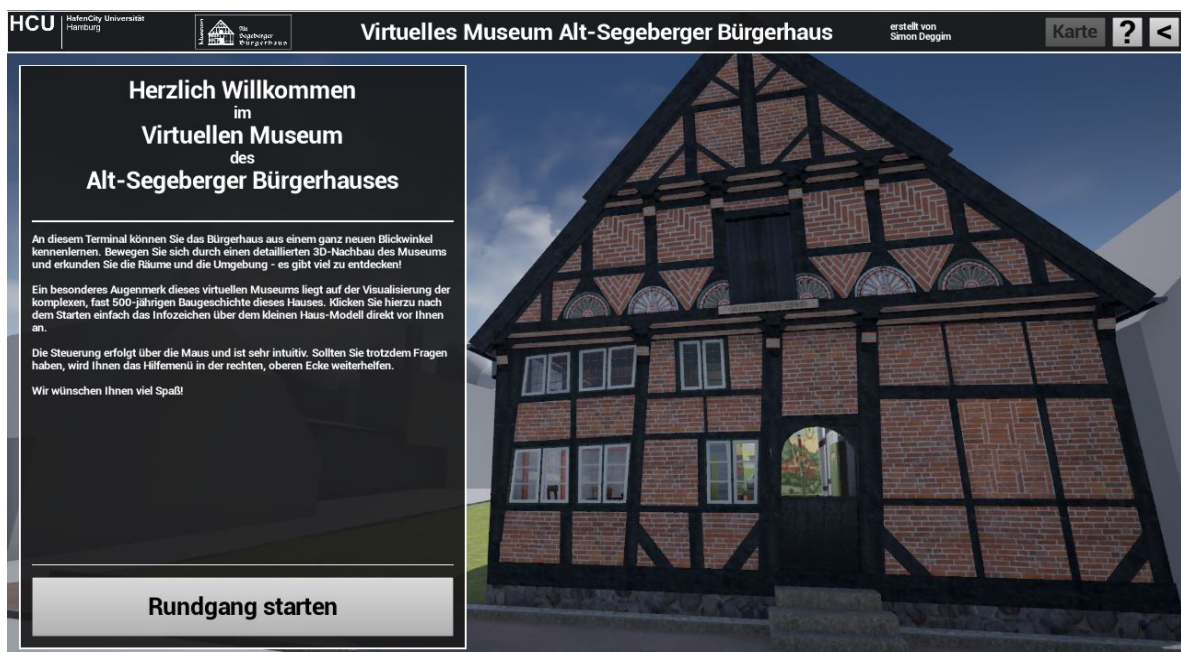 HCU
HafenCity Universität
Hamburg
Museum
Alt
Segeberger
Bürgerhaus
Virtuelles Museum Alt-Segeberger Bürgerhaus
erstellt von
Simon Deggim
Karte
?
<
Herzlich Willkommen
im
Virtuellen Museum
des
Alt-Segeberger Bürgerhauses
An diesem Terminal können Sie das Bürgerhaus aus einem ganz neuen Blickwinkel
kennenlernen. Bewegen Sie sich durch einen detaillierten 3D-Nachbau des Museums
und erkunden Sie die Räume und die Umgebung - es gibt viel zu entdecken!
Ein besonderes Augenmerk dieses virtuellen Museums liegt auf der Visualisierung der
komplexen, fast 500-jährigen Baugeschichte dieses Hauses. Klicken Sie hierzu nach
dem Starten einfach das Infozeichen über dem kleinen Haus-Modell direkt vor Ihnen
an.
Die Steuerung erfolgt über die Maus und ist sehr intuitiv. Sollten Sie trotzdem Fragen
haben, wird Ihnen das Hilfemenü in der rechten, oberen Ecke weiterhelfen.
Wir wünschen Ihnen viel Spaß!
Rundgang starten